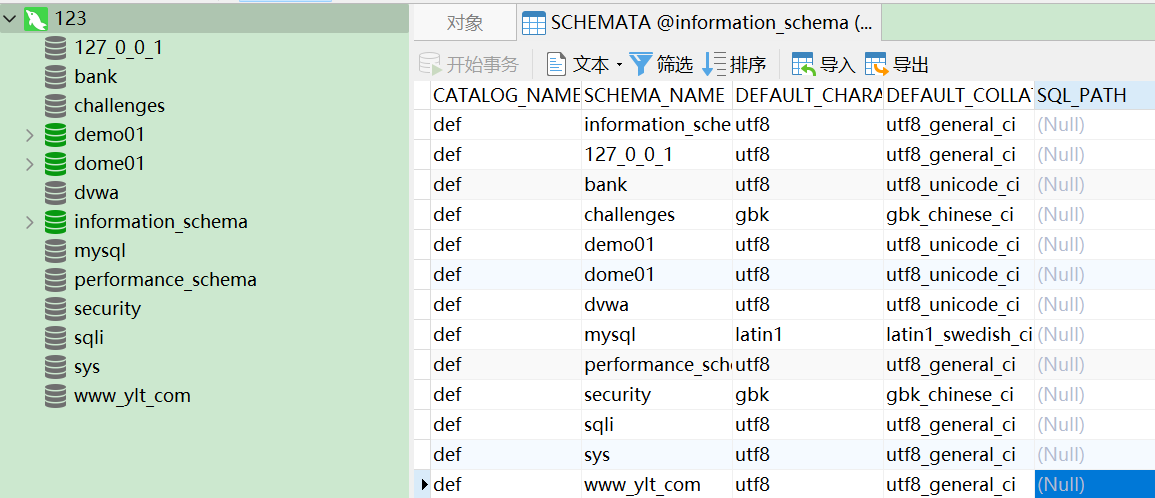 123
127_0_0_1
bank
challenges
demo01
dome01
dvwa
information_schema
mysql
performance_schema
security
sqli
sys
www_ylt_com
对象 SCHEMATA @information_schema (...
开始事务 文本 筛选 排序 导入 导出
CATALOG_NAME SCHEMA_NAME DEFAULT_CHARA DEFAULT_COLLAT SQL_PATH
def information_sche utf8 utf8_general_ci (Null)
def 127_0_0_1 utf8 utf8_general_ci (Null)
def bank utf8 utf8_unicode_ci (Null)
def challenges gbk gbk_chinese_ci (Null)
def demo01 utf8 utf8_unicode_ci (Null)
def dome01 utf8 utf8_unicode_ci (Null)
def dvwa utf8 utf8_unicode_ci (Null)
def mysql latin1 latin1_swedish_ci (Null)
def performance_sch utf8 utf8_general_ci (Null)
def security gbk gbk_chinese_ci (Null)
def sqli utf8 utf8_general_ci (Null)
def sys utf8 utf8_general_ci (Null)
def www_ylt_com utf8 utf8_general_ci (Null)